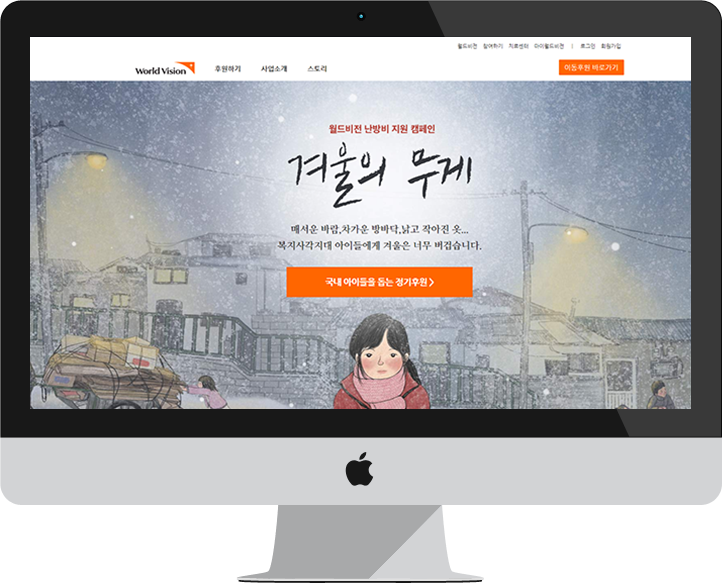 월드비전 참여하기 자료센터 마이월드비전 | 로그인 회원가입
World Vision 후원하기 사업소개 스토리 아동후원 바로가기
월드비전 난방비 지원 캠페인
겨울의 무게
매서운 바람,차가운 방바닥,낡고 작아진 옷...
복지사각지대 아이들에게 겨울은 너무 버겁습니다.
국내 아이들을 돕는 정기후원 >